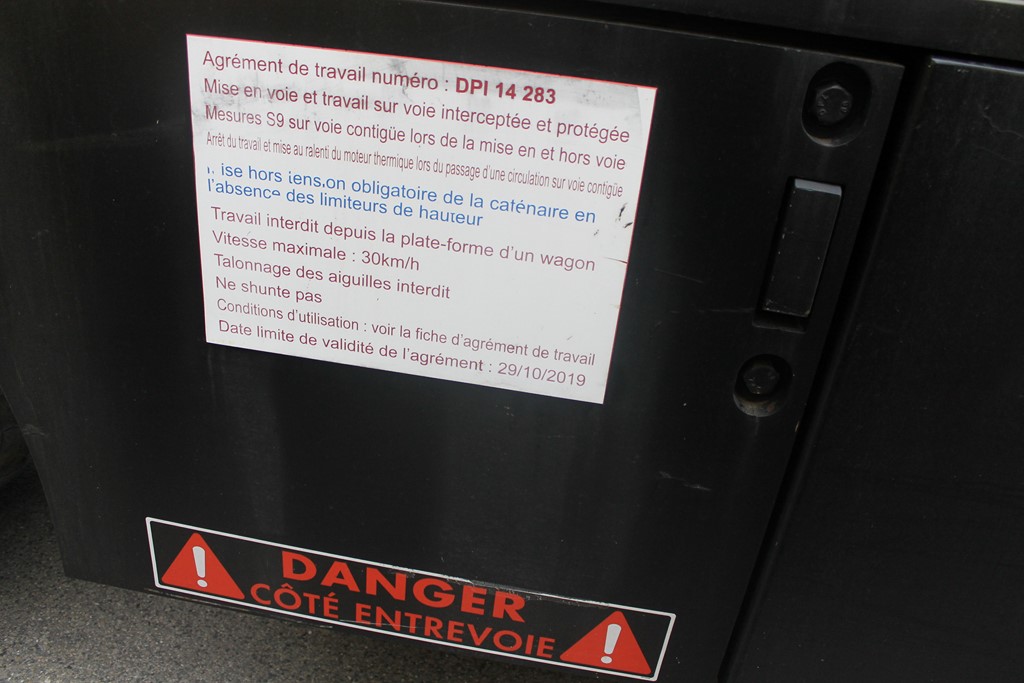 Agrément de travail numéro : DPI 14 283
Mise en voie et travail sur voie interceptée et protégée
Mesures S9 sur voie contigüe lors de la mise en et hors voie
Arrêt du travail et mise au ralenti du moteur thermique lors du passage d'une circulation sur voie contigüe
ise hors tension obligatoire de la caténaire en
l'absence des limiteurs de hauteur
Travail interdit depuis la plate-forme d'un wagon
Vitesse maximale : 30km/h
Talonnage des aiguilles interdit
Ne shunte pas
Conditions d'utilisation : voir la fiche d'agrément de travail
Date limite de validité de l'agrément : 29/10/2019
DANGER
CÔTÉ ENTREVOIE